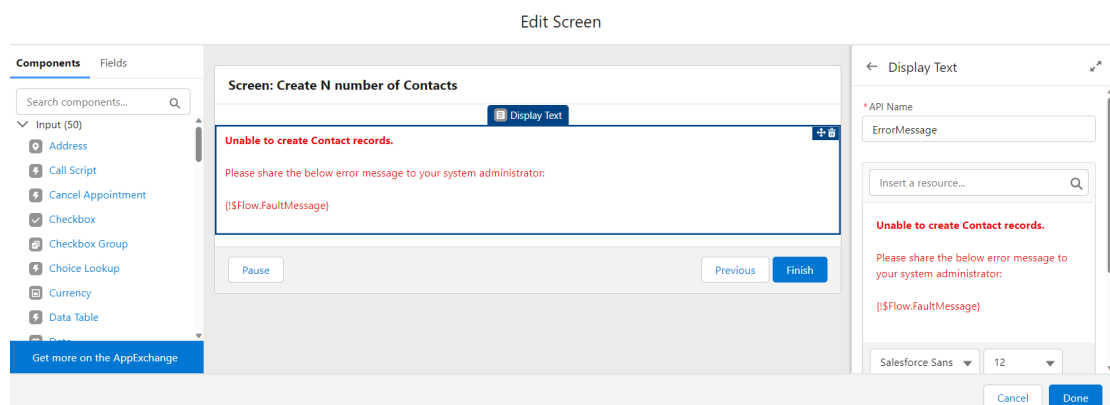 Edit Screen
Components Fields
Search components...
Input (50)
Address
Call Script
Cancel Appointment
Checkbox
Checkbox Group
Choice Lookup
Currency
Data Table
Get more on the AppExchange
Screen: Create N number of Contacts
Display Text
Unable to create Contact records.
Please share the below error message to your system administrator:
{!$Flow.FaultMessage}
Pause Previous Finish
Display Text
*API Name
ErrorMessage
Insert a resource...
Unable to create Contact records.
Please share the below error message to
your system administrator:
{!$Flow.FaultMessage}
Salesforce Sans 12
Cancel Done